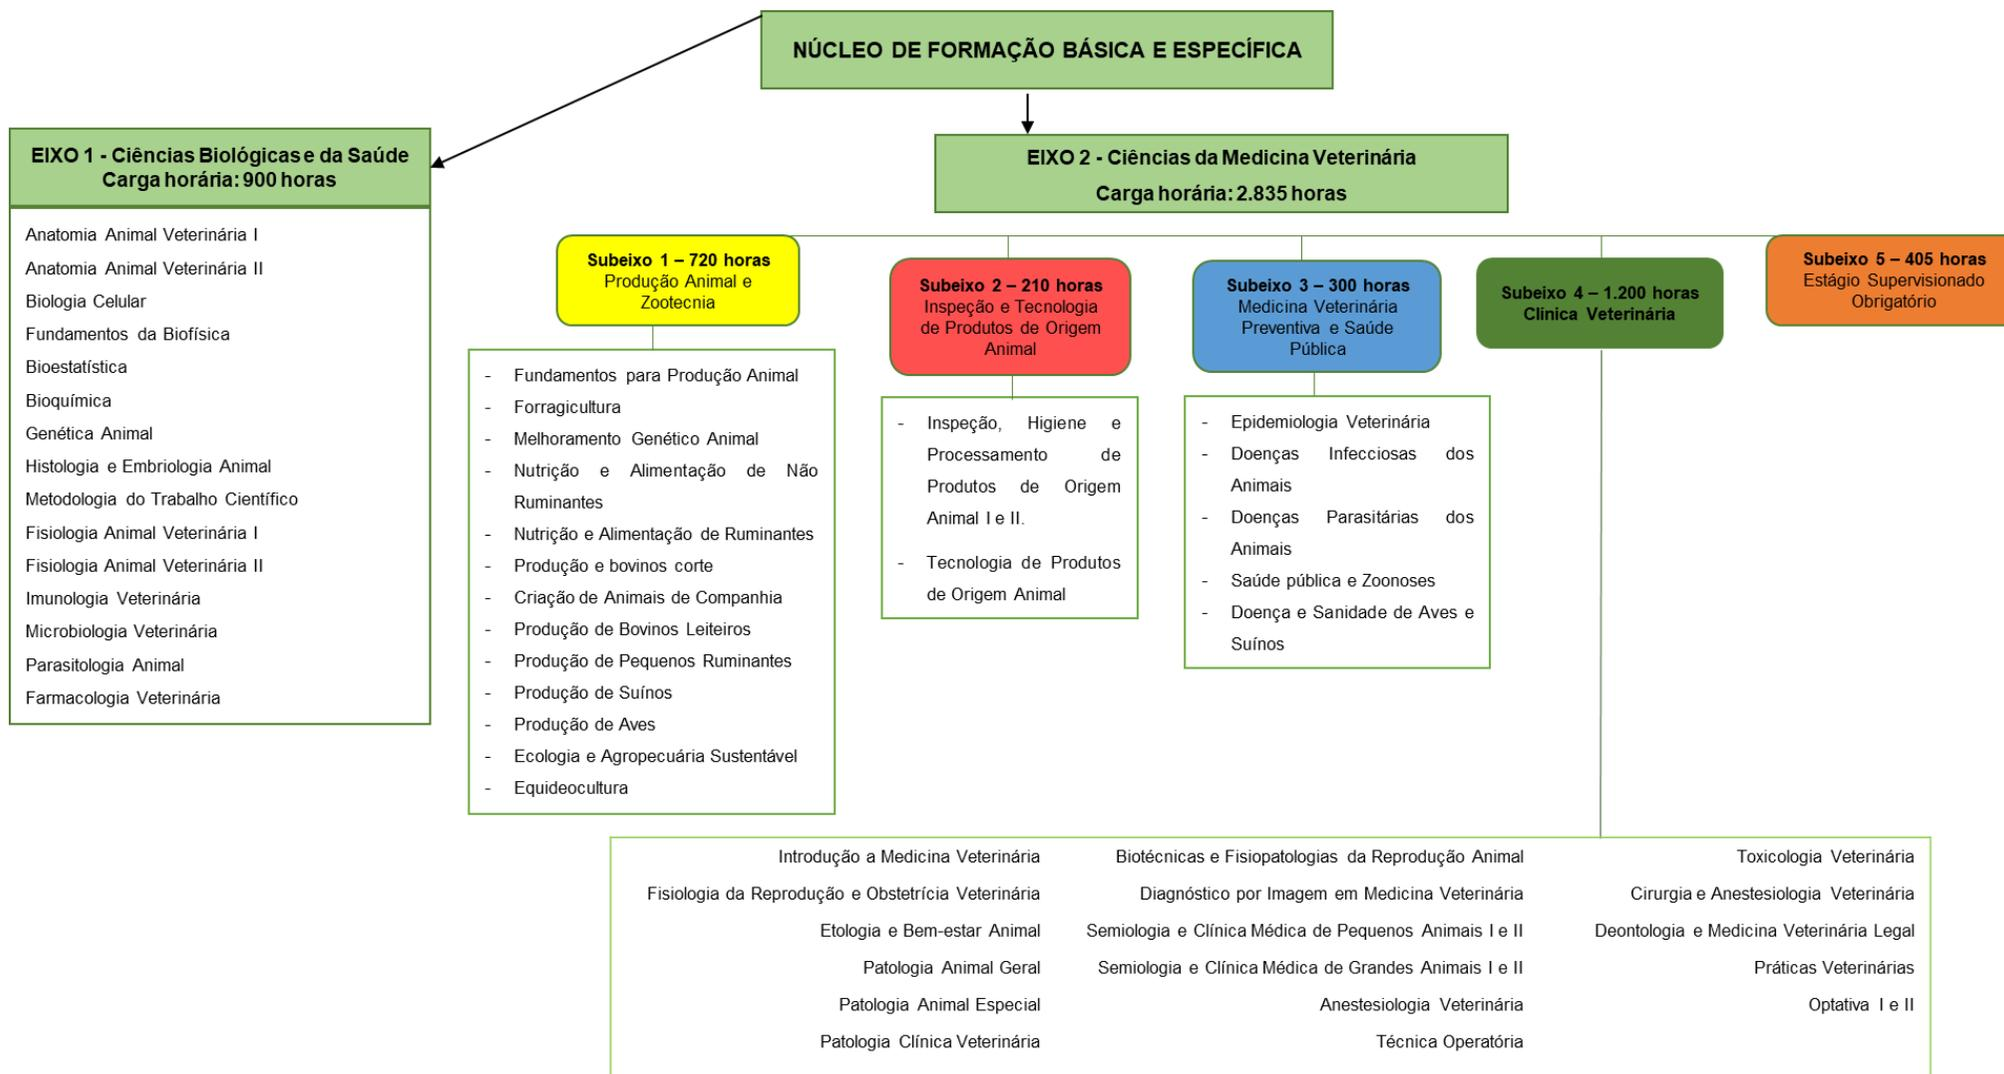 NÚCLEO DE FORMAÇÃO BÁSICA E ESPECÍFICA
EIXO 1 - Ciências Biológicas e da Saúde
Carga horária: 900 horas
Anatomia Animal Veterinária I
Anatomia Animal Veterinária II
Biologia Celular
Fundamentos da Biofísica
Bioestatística
Bioquímica
Genética Animal
Histologia e Embriologia Animal
Metodologia do Trabalho Científico
Fisiologia Animal Veterinária I
Fisiologia Animal Veterinária II
Imunologia Veterinária
Microbiologia Veterinária
Parasitologia Animal
Farmacologia Veterinária
EIXO 2 - Ciências da Medicina Veterinária
Carga horária: 2.835 horas
Subeixo 1 – 720 horas
Produção Animal e
Zootecnia
- Fundamentos para Produção Animal
- Forragicultura
- Melhoramento Genético Animal
- Nutrição e Alimentação de Não
Ruminantes
- Nutrição e Alimentação de Ruminantes
- Produção e bovinos corte
- Criação de Animais de Companhia
- Produção de Bovinos Leiteiros
- Produção de Pequenos Ruminantes
- Produção de Suínos
- Produção de Aves
- Ecologia e Agropecuária Sustentável
- Equideocultura
Subeixo 2 – 210 horas
Inspeção e Tecnologia
de Produtos de Origem
Animal
- Inspeção, Higiene e
Processamento de
Produtos de Origem
Animal I e II.
- Tecnologia de Produtos
de Origem Animal
Subeixo 3 – 300 horas
Medicina Veterinária
Preventiva e Saúde
Pública
- Epidemiologia Veterinária
- Doenças Infecciosas dos
Animais
- Doenças Parasitárias dos
Animais
- Saúde pública e Zoonoses
- Doença e Sanidade de Aves e
Suínos
Subeixo 4 – 1.200 horas
Clínica Veterinária
Subeixo 5 – 405 horas
Estágio Supervisionado
Obrigatório
Introdução a Medicina Veterinária
Fisiologia da Reprodução e Obstetrícia Veterinária
Etologia e Bem-estar Animal
Patologia Animal Geral
Patologia Animal Especial
Patologia Clínica Veterinária
Biotécnicas e Fisiopatologias da Reprodução Animal
Diagnóstico por Imagem em Medicina Veterinária
Semiologia e Clínica Médica de Pequenos Animais I e II
Semiologia e Clínica Médica de Grandes Animais I e II
Anestesiologia Veterinária
Técnica Operatória
Toxicologia Veterinária
Cirurgia e Anestesiologia Veterinária
Deontologia e Medicina Veterinária Legal
Práticas Veterinárias
Optativa I e II